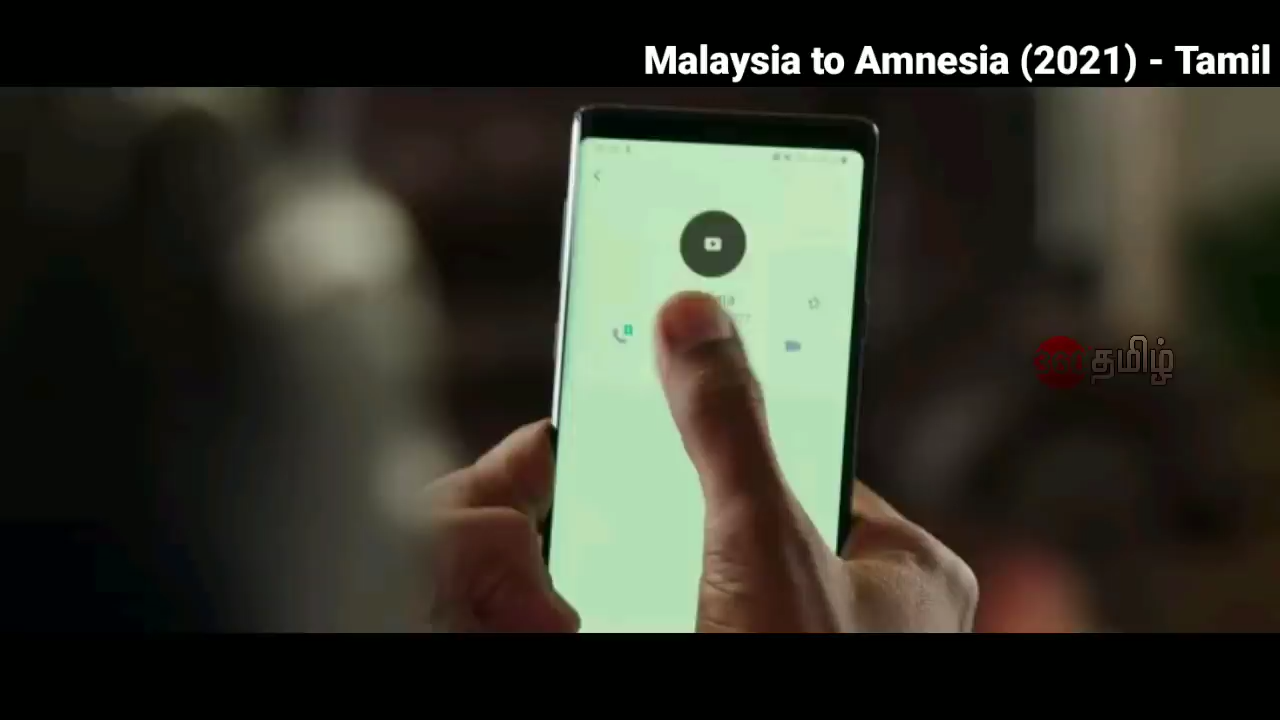 Malaysia to Amnesia (2021) - Tamil
தமிழ்